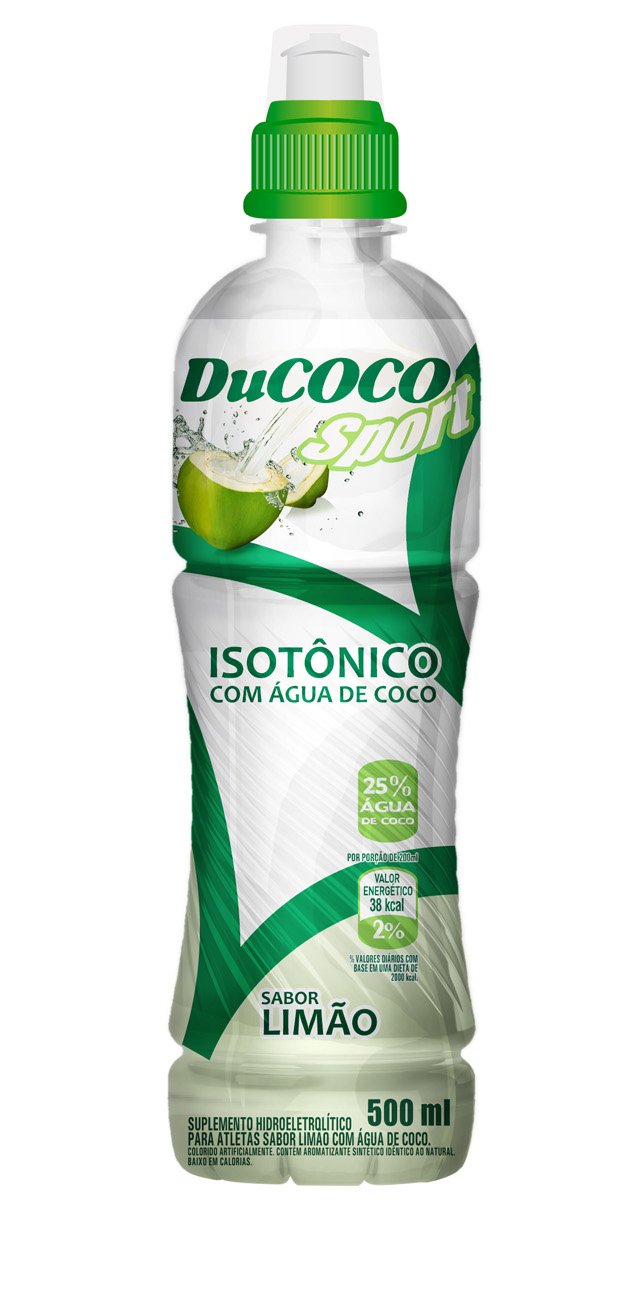 DuCOCO
sport
ISOTÔNICO
COM ÁGUA DE COCO
25%
ÁGUA
DE COCO
POR PORÇÃO DE 200ml
VALOR
ENERGÉTICO
38 kcal
2%
% VALORES DIÁRIOS COM
BASE EM UMA DIETA DE
2000 kcal.
SABOR
LIMÃO
500 ml
SUPLEMENTO HIDROELETROLÍTICO
PARA ATLETAS SABOR LIMÃO COM ÁGUA DE COCO.
COLORIDO ARTIFICIALMENTE. CONTÉM AROMATIZANTE SINTÉTICO IDÊNTICO AO NATURAL.
BAIXO EM CALORIAS.